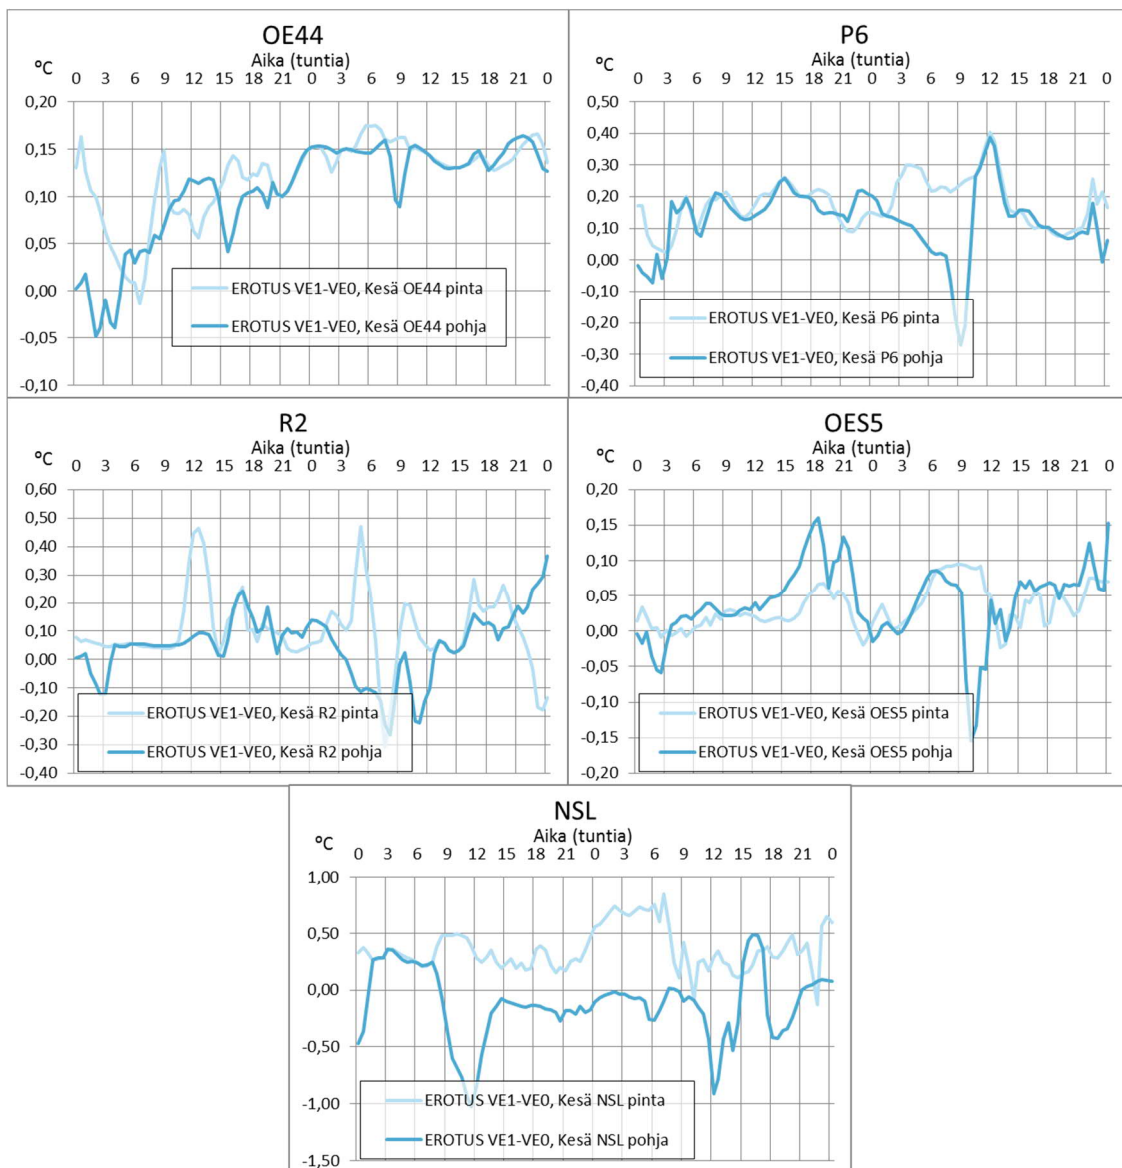 OE44
Aika (tuntia)
ºC
0 3 6 9 12 15 18 21 0 3 6 9 12 15 18 21 0
0,20
0,15
0,10
0,05
0,00
-0,05
-0,10
EROTUS VE1-VE0, Kesä OE44 pinta
EROTUS VE1-VE0, Kesä OE44 pohja
P6
Aika (tuntia)
ºC
0 3 6 9 12 15 18 21 0 3 6 9 12 15 18 21 0
0,50
0,40
0,30
0,20
0,10
0,00
-0,10
-0,20
-0,30
-0,40
EROTUS VE1-VE0, Kesä P6 pinta
EROTUS VE1-VE0, Kesä P6 pohja
R2
Aika (tuntia)
ºC
0 3 6 9 12 15 18 21 0 3 6 9 12 15 18 21 0
0,60
0,50
0,40
0,30
0,20
0,10
0,00
-0,10
-0,20
-0,30
-0,40
EROTUS VE1-VE0, Kesä R2 pinta
EROTUS VE1-VE0, Kesä R2 pohja
OES5
Aika (tuntia)
ºC
0 3 6 9 12 15 18 21 0 3 6 9 12 15 18 21 0
0,20
0,15
0,10
0,05
0,00
-0,05
-0,10
-0,15
-0,20
EROTUS VE1-VE0, Kesä OES5 pinta
EROTUS VE1-VE0, Kesä OES5 pohja
NSL
Aika (tuntia)
ºC
0 3 6 9 12 15 18 21 0 3 6 9 12 15 18 21 0
1,00
0,50
0,00
-0,50
-1,00
-1,50
EROTUS VE1-VE0, Kesä NSL pinta
EROTUS VE1-VE0, Kesä NSL pohja